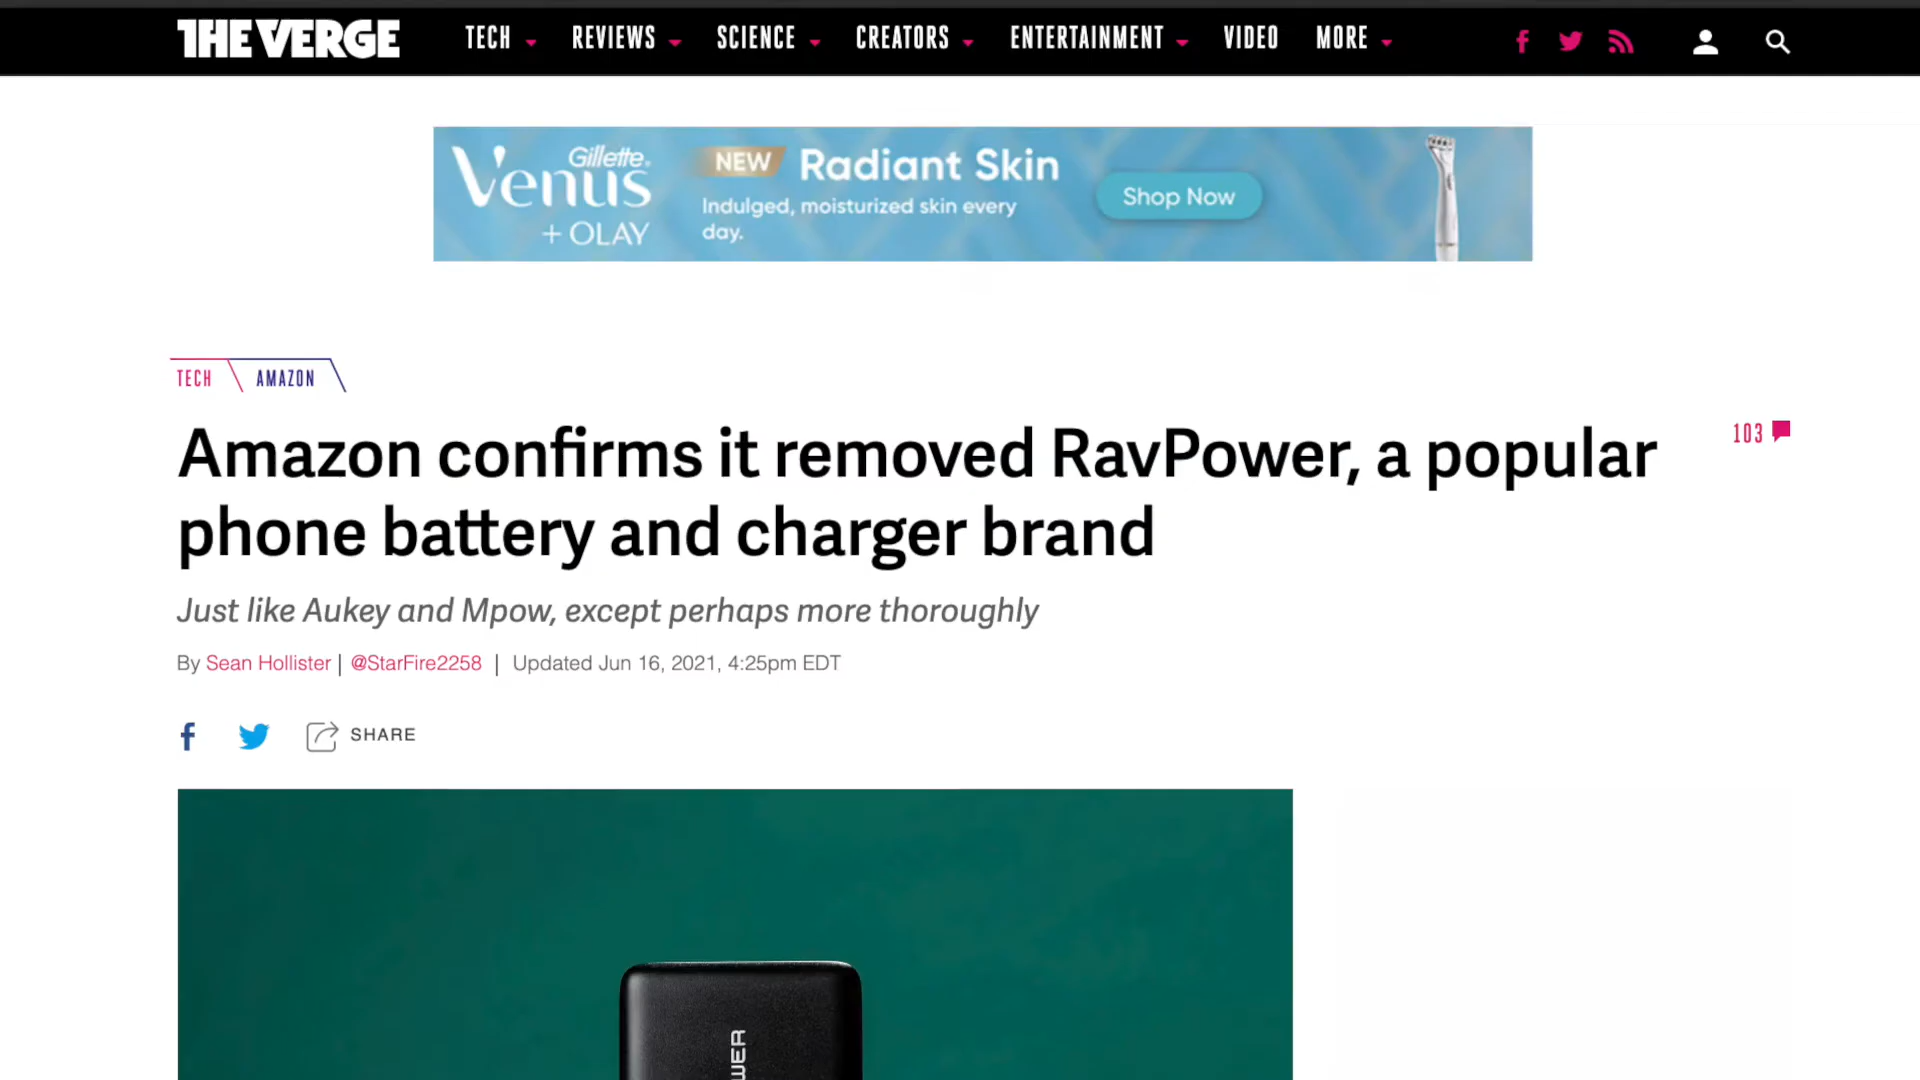 THE VERGE TECH REVIEWS SCIENCE CREATORS ENTERTAINMENT VIDEO MORE
Gillette
Venus
+ OLAY
NEW Radiant Skin
Indulged, moisturized skin every
day.
Shop Now
TECH AMAZON
Amazon confirms it removed RavPower, a popular
phone battery and charger brand
103
Just like Aukey and Mpow, except perhaps more thoroughly
By Sean Hollister | @StarFire2258 | Updated Jun 16, 2021, 4:25pm EDT
SHARE
WER